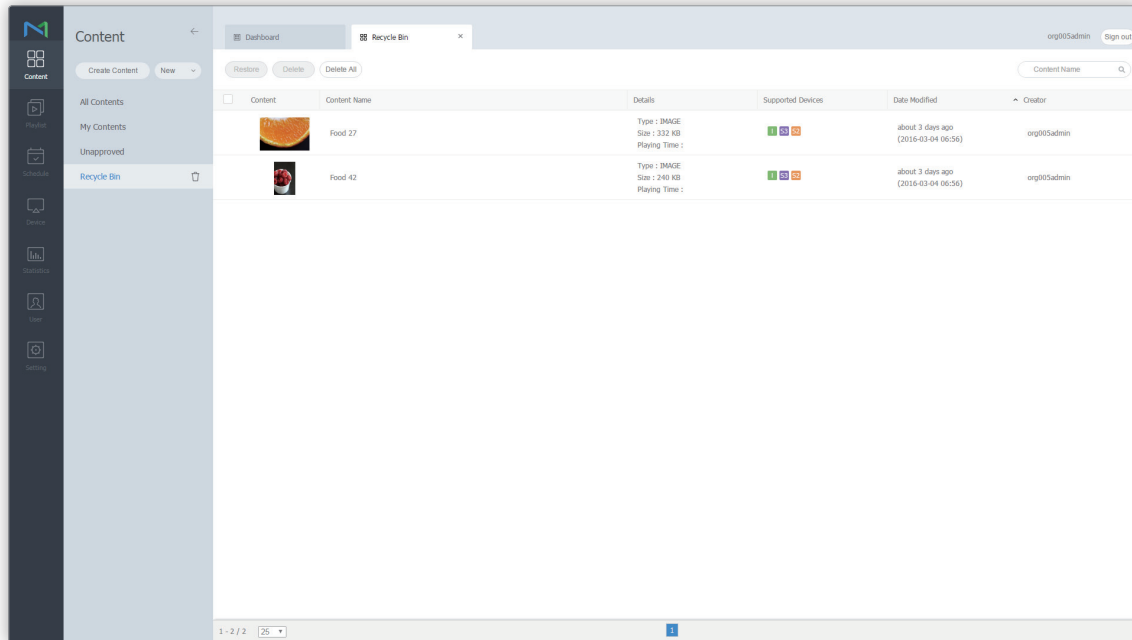 Content
Playlist
Schedule
Device
Statistics
User
Setting
Content
Create Content
New
All Contents
My Contents
Unapproved
Recycle Bin
Dashboard
Recycle Bin
org005admin
Sign out
Restore
Delete
Delete All
Content Name
Content
Content Name
Details
Supported Devices
Date Modified
Creator
Food 27
Type : IMAGE
Size : 332 KB
Playing Time :
I S3 S2
about 3 days ago
(2016-03-04 06:56)
org005admin
Food 42
Type : IMAGE
Size : 240 KB
Playing Time :
I S3 S2
about 3 days ago
(2016-03-04 06:56)
org005admin
1 - 2 / 2
25
1